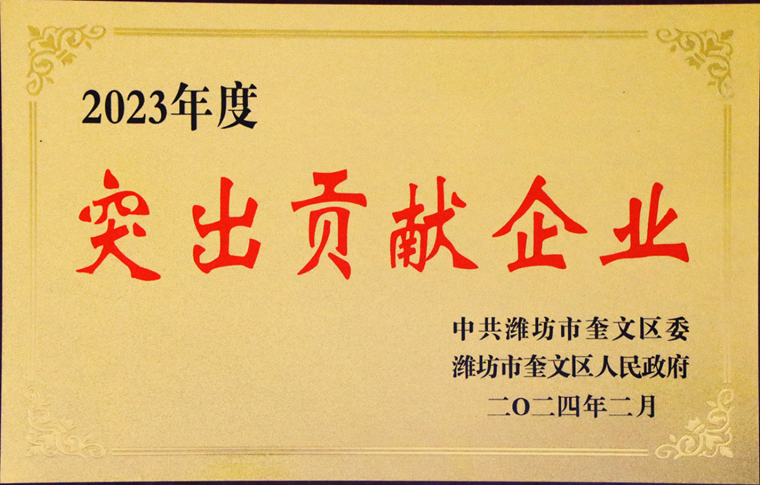 2023年度
突出贡献企业
中共潍坊市奎文区委
潍坊市奎文区人民政府
二〇二四年二月